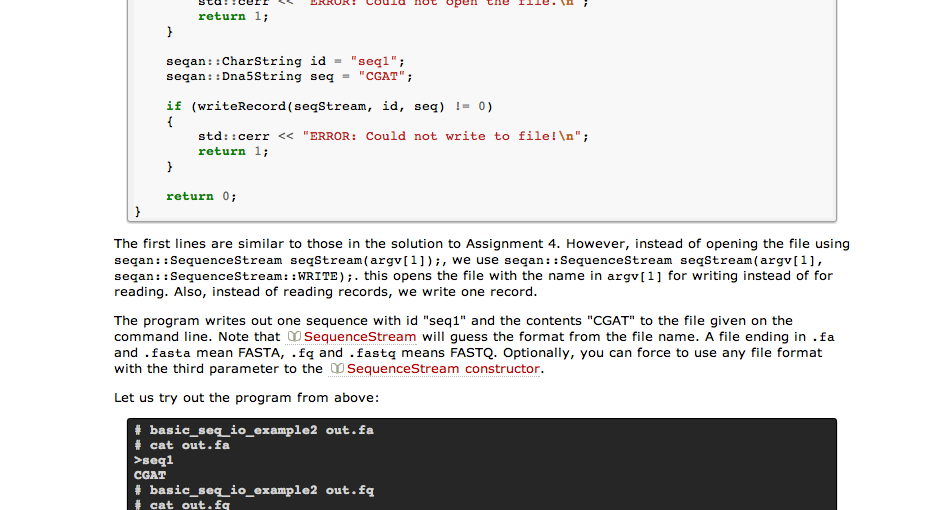 std::cerr << "ERROR: Could not open the file.\n";
return 1;
}
seqan::CharString id = "seq1";
seqan::Dna5String seq = "CGAT";
if (writeRecord(seqStream, id, seq) != 0)
{
std::cerr << "ERROR: Could not write to file!\n";
return 1;
}
return 0;
}
The first lines are similar to those in the solution to Assignment 4. However, instead of opening the file using
seqan::SequenceStream seqStream(argv[1]);, we use seqan::SequenceStream seqStream(argv[1],
seqan::SequenceStream::WRITE);. this opens the file with the name in argv[1] for writing instead of for
reading. Also, instead of reading records, we write one record.
The program writes out one sequence with id "seq1" and the contents "CGAT" to the file given on the
command line. Note that SequenceStream will guess the format from the file name. A file ending in .fa
and .fasta mean FASTA, .fq and .fastq means FASTQ. Optionally, you can force to use any file format
with the third parameter to the SequenceStream constructor.
Let us try out the program from above:
# basic_seq_io_example2 out.fa
# cat out.fa
>seq1
CGAT
# basic_seq_io_example2 out.fq
# cat out.fq